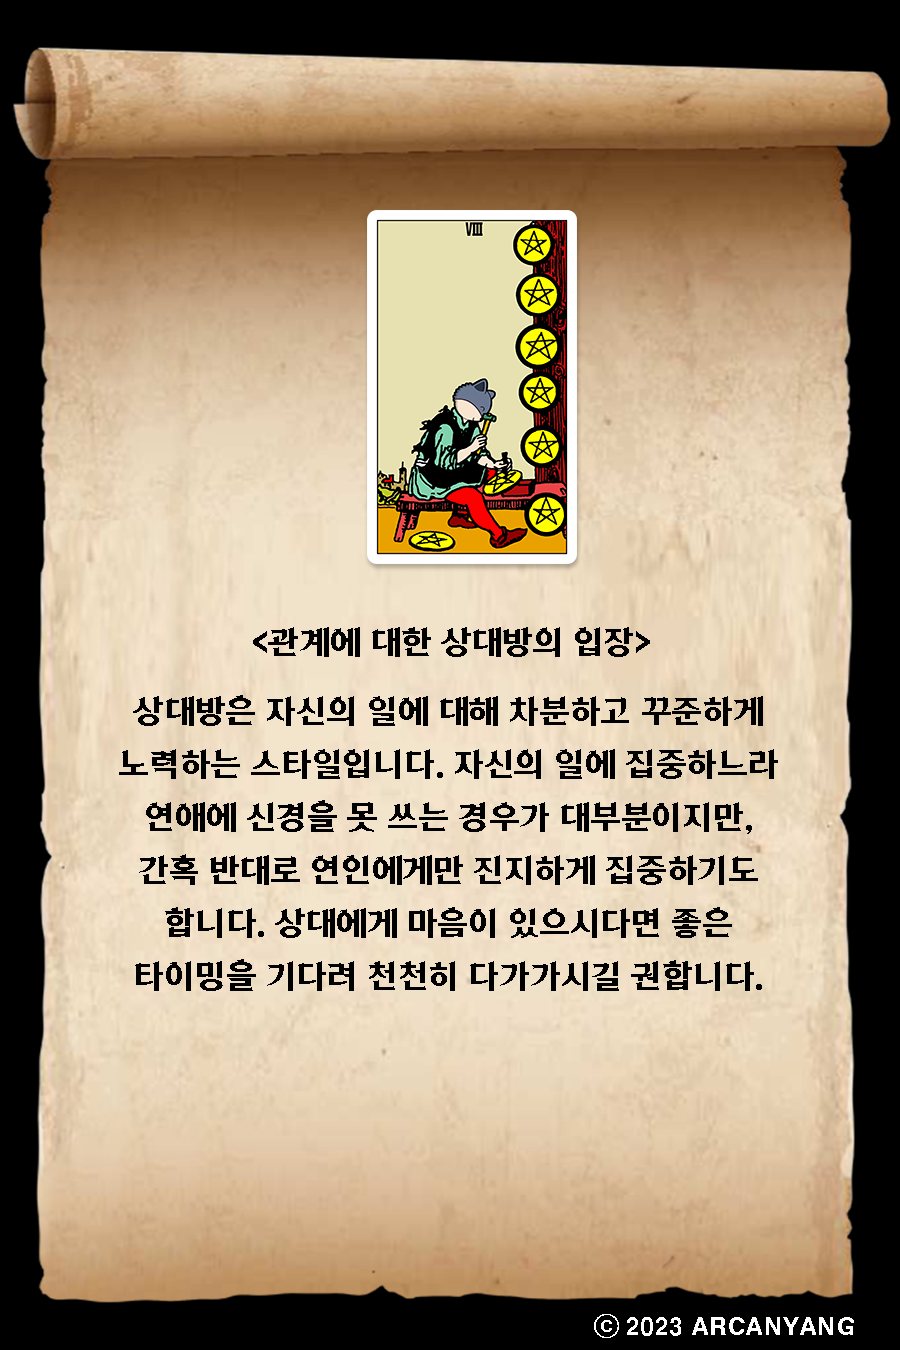 VIII
<관계에 대한 상대방의 입장>
상대방은 자신의 일에 대해 차분하고 꾸준하게
노력하는 스타일입니다. 자신의 일에 집중하느라
연애에 신경을 못 쓰는 경우가 대부분이지만,
간혹 반대로 연인에게만 진지하게 집중하기도
합니다. 상대에게 마음이 있으시다면 좋은
타이밍을 기다려 천천히 다가가시길 권합니다.
ⓒ 2023 ARCANYANG